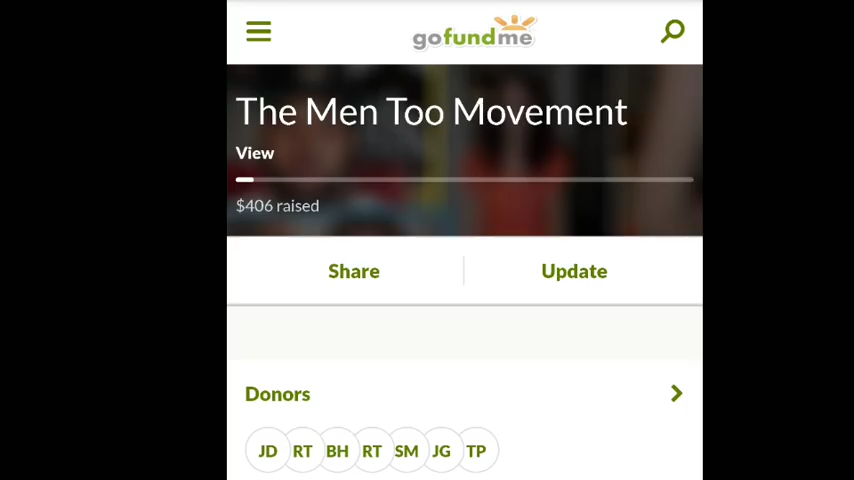 gofundme
The Men Too Movement
View
$406 raised
Share Update
Donors
JD RT BH RT SM JG TP